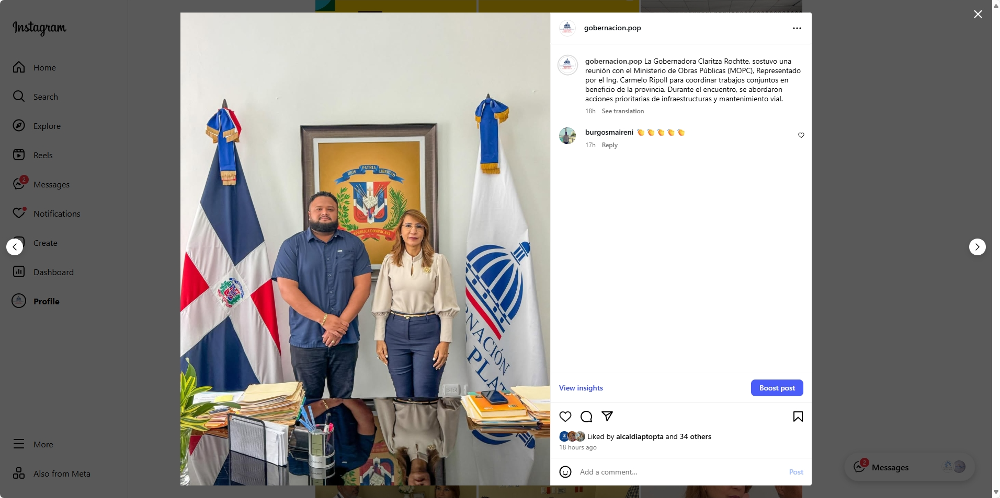 Instagram
Home
Search
Explore
Reels
2
Messages
Notifications
Create
Dashboard
Profile
More
Also from Meta
DIOS PATRIA LIBERTAD
REPÚBLICA DOMINICANA
RNACIÓN
PLAT
gobernacion.pop
gobernacion.pop La Gobernadora Claritza Rochtte, sostuvo una
reunión con el Ministerio de Obras Públicas (MOPC), Representado
por el Ing. Carmelo Ripoll para coordinar trabajos conjuntos en
beneficio de la provincia. Durante el encuentro, se abordaron
acciones prioritarias de infraestructuras y mantenimiento vial.
18h See translation
burgosmaireni 👏👏👏👏👏
17h Reply
View insights
Boost post
Liked by alcaldiaptopta and 34 others
18 hours ago
Add a comment...
Post
2
Messages